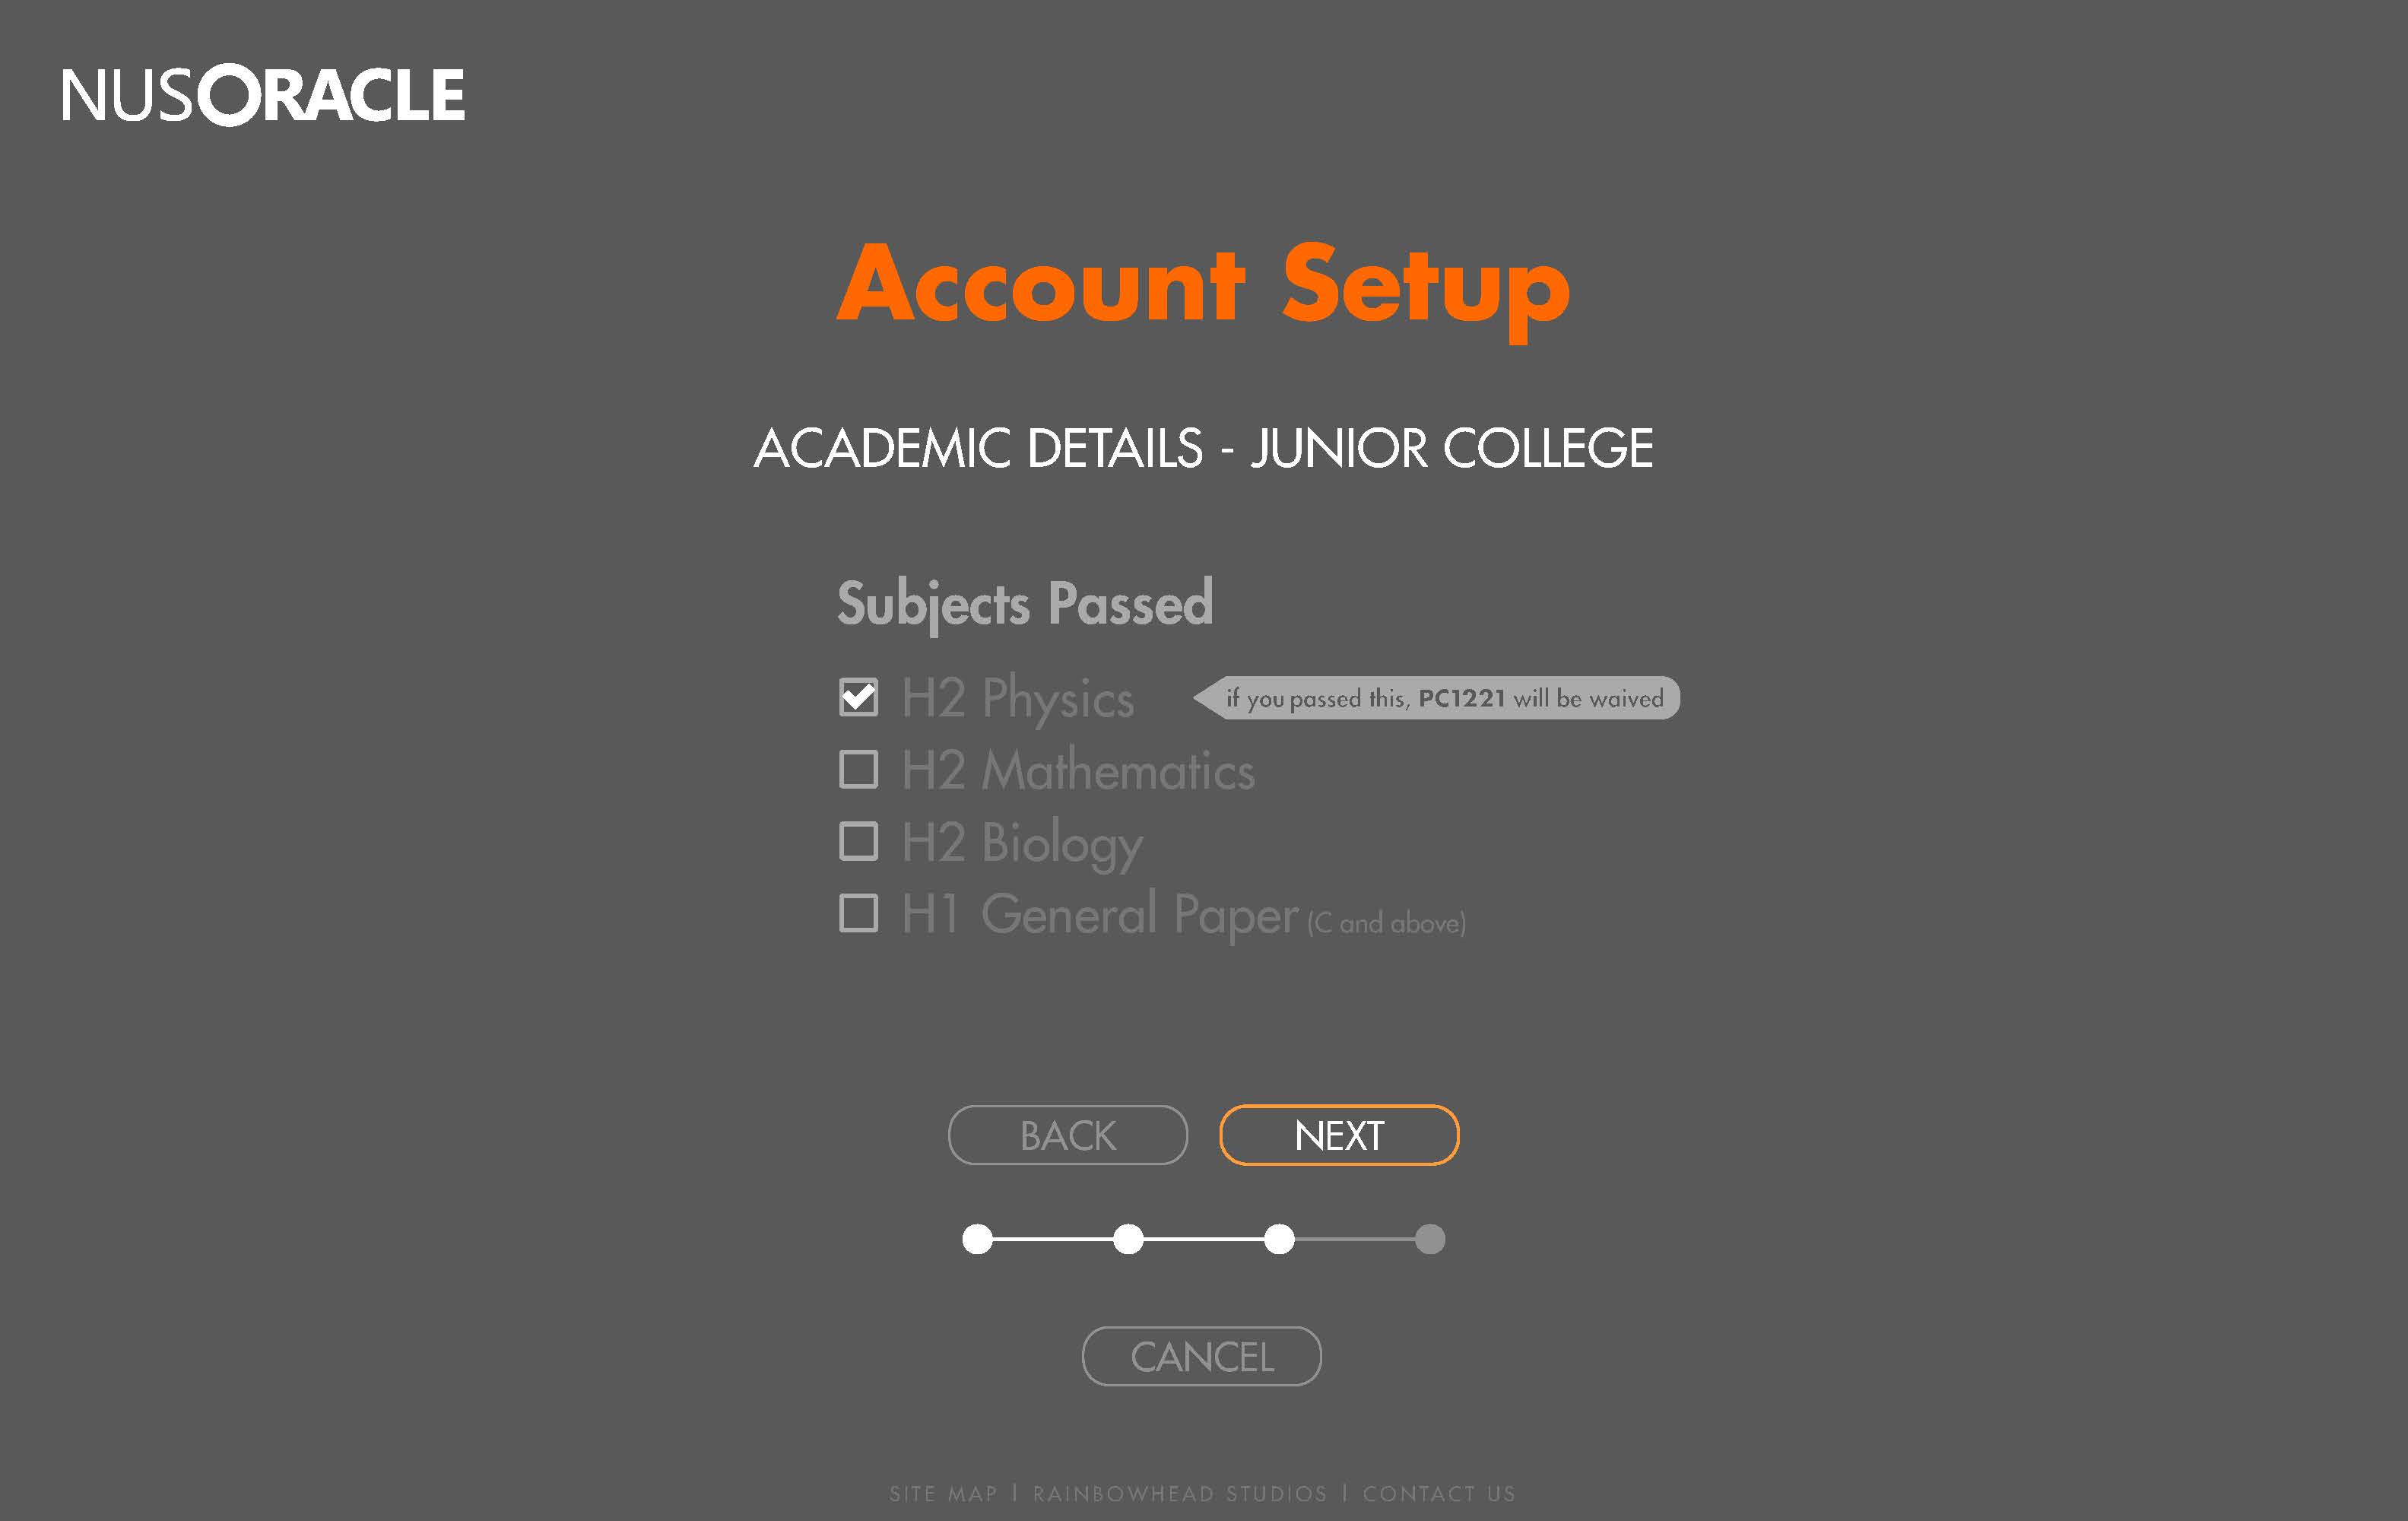 NUSORACLE
Account Setup
ACADEMIC DETAILS - JUNIOR COLLEGE
Subjects Passed
H2 Physics if you passed this, PC1221 will be waived
H2 Mathematics
H2 Biology
H1 General Paper (C and above)
BACK NEXT
CANCEL
SITE MAP | RAINBOWHEAD STUDIOS | CONTACT US